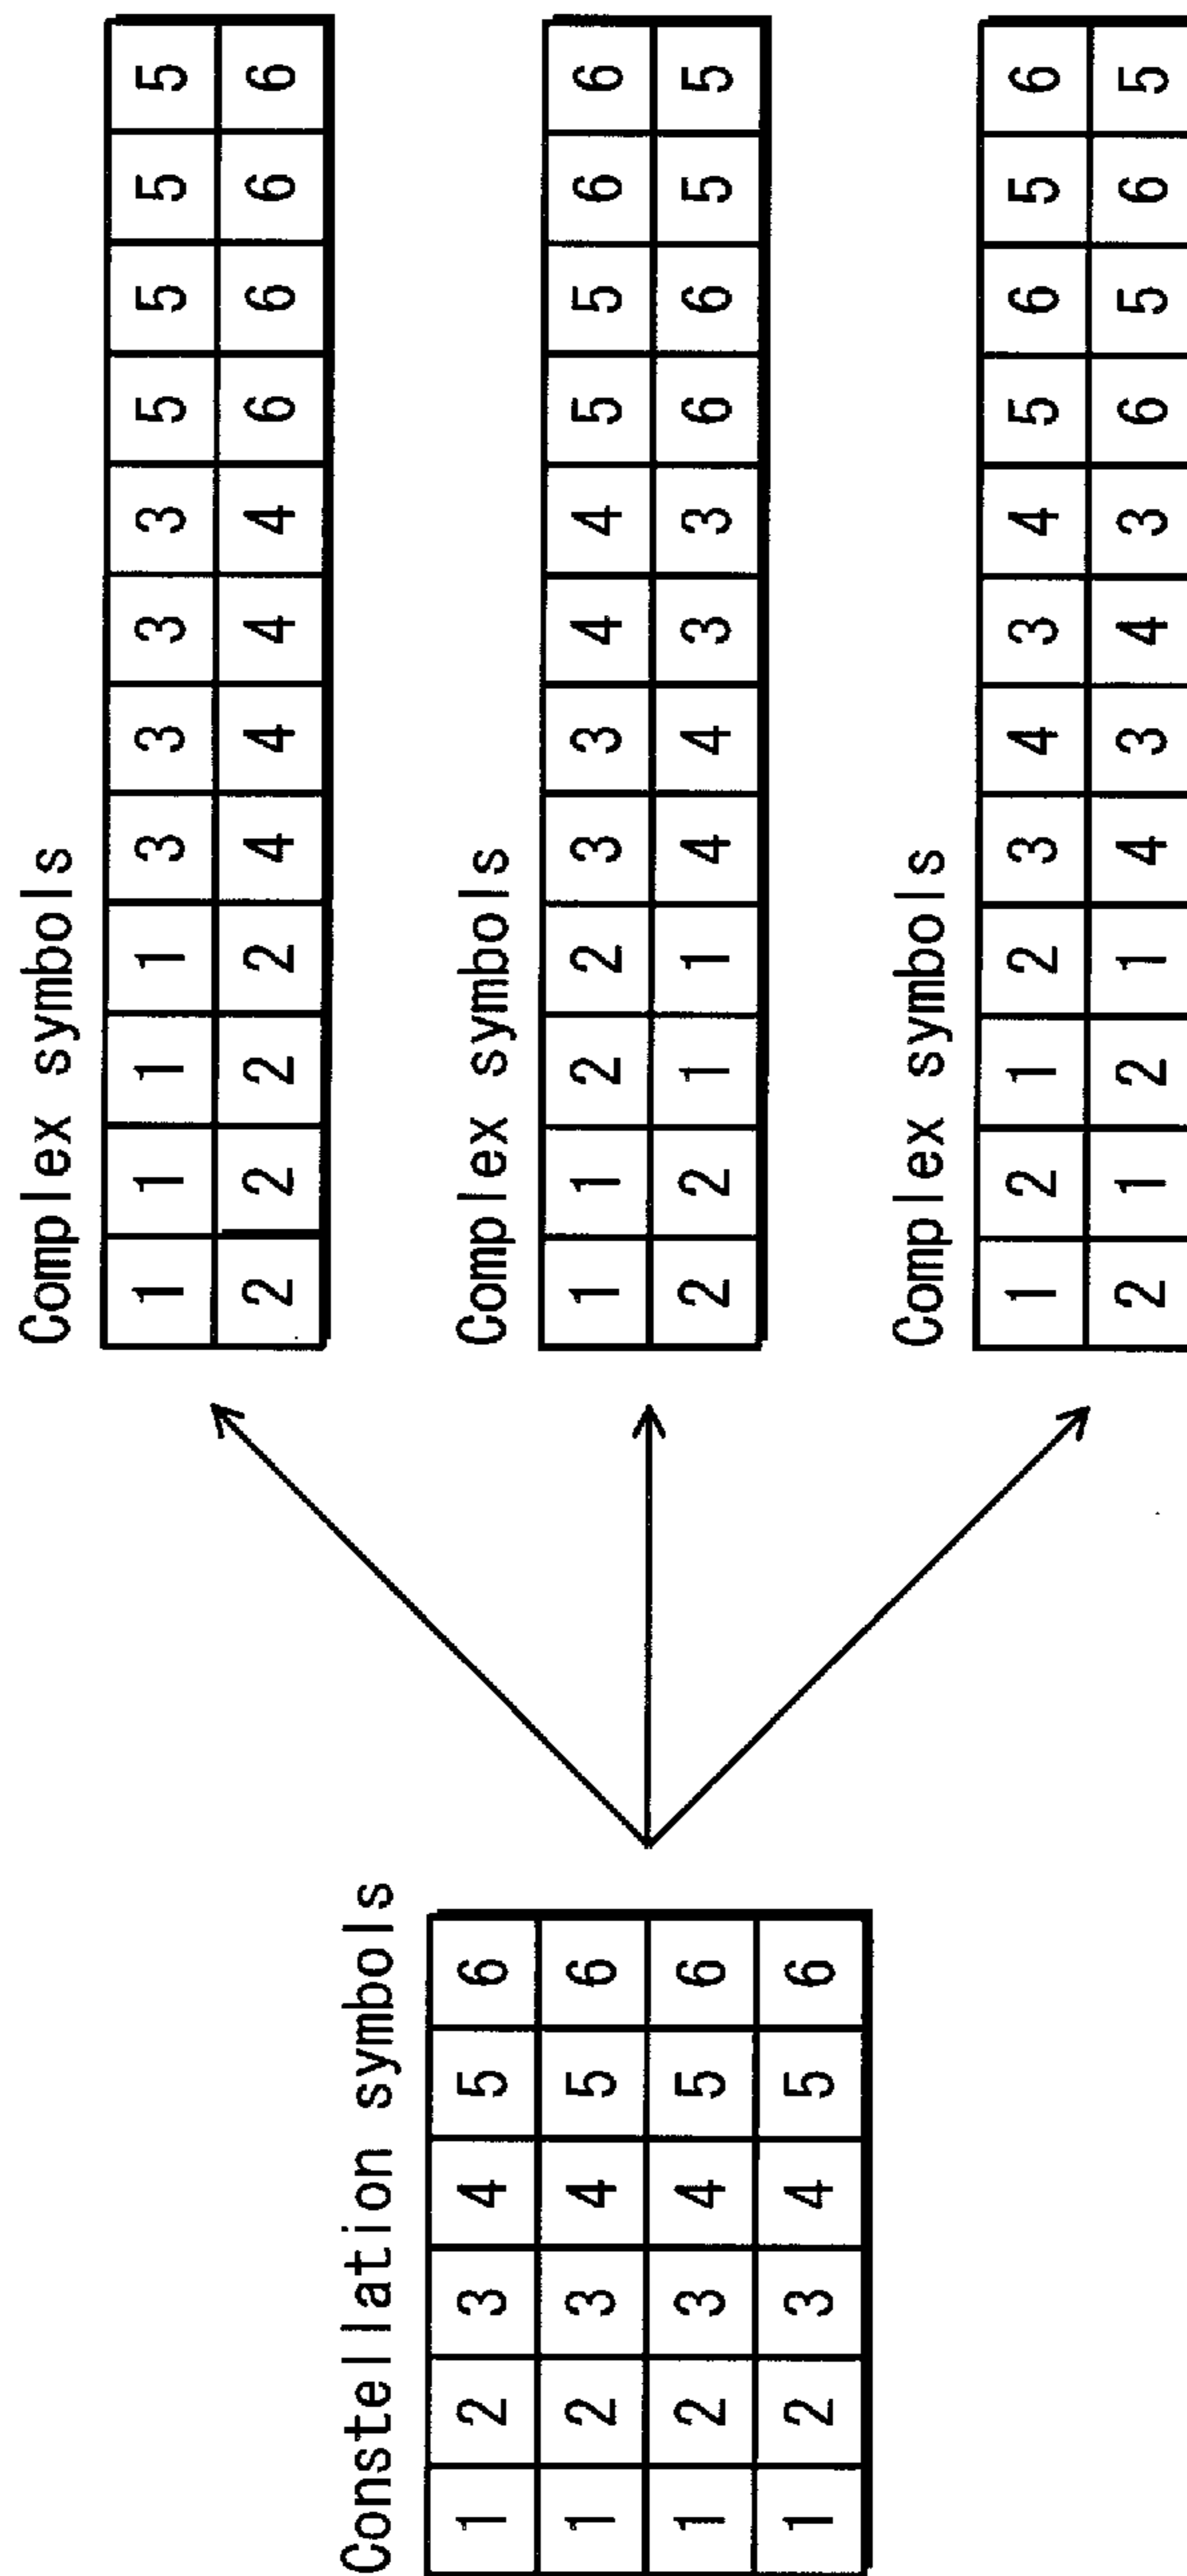 Constellation symbols
1 2 3 4 5 6
1 2 3 4 5 6
1 2 3 4 5 6
1 2 3 4 5 6
Complex symbols
1 1 1 1 3 3 3 3 5 5 5 5
2 2 2 2 4 4 4 4 6 6 6 6
Complex symbols
1 1 2 2 3 3 4 4 5 5 6 6
2 2 1 1 4 4 3 3 6 6 5 5
Complex symbols
1 2 1 2 3 4 3 4 5 6 5 6
2 1 2 1 4 3 4 3 6 5 6 5